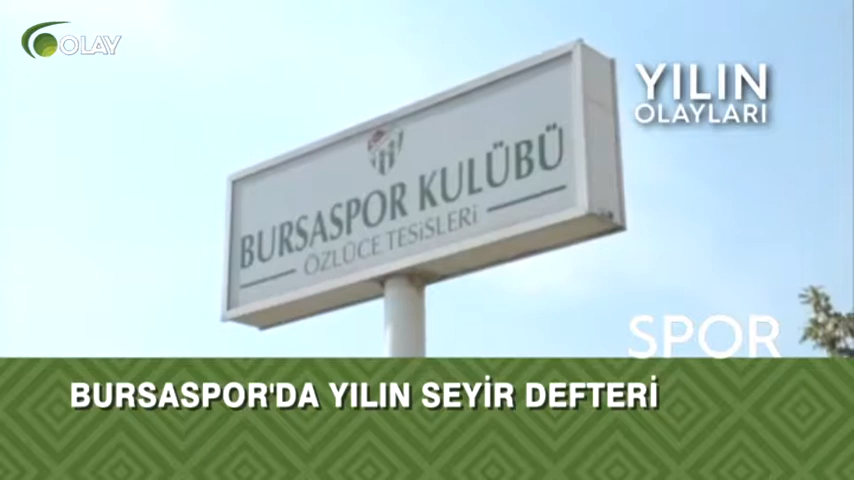 OLAY
YILIN
OLAYLARI
BURSASPOR KULÜBÜ
ÖZLÜCE TESİSLERİ
SPOR
BURSASPOR'DA YILIN SEYİR DEFTERİ